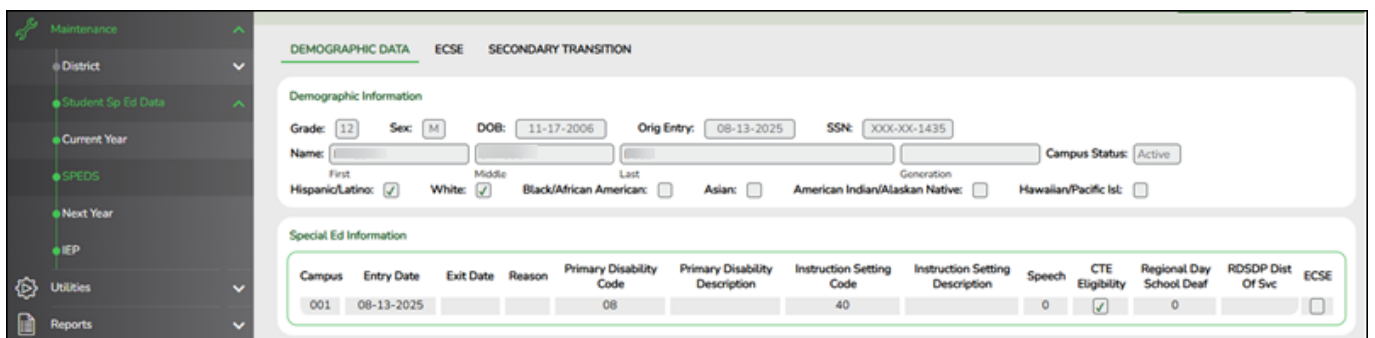 Maintenance
District
Student Sp Ed Data
Current Year
SPEDS
Next Year
IEP
Utilities
Reports
DEMOGRAPHIC DATA ECSE SECONDARY TRANSITION
Demographic Information
Grade: 12 Sex: M DOB: 11-17-2006 Orig Entry: 08-13-2025 SSN: XXX-XX-1435
Name: Campus Status: Active
First Middle Last Generation
Hispanic/Latino: White: Black/African American: Asian: American Indian/Alaskan Native: Hawaiian/Pacific Isl:
Special Ed Information
Campus Entry Date Exit Date Reason Primary Disability Code Primary Disability Description Instruction Setting Code Instruction Setting Description Speech CTE Eligibility Regional Day School Deaf RDSDP Dist Of Svc ECSE
001 08-13-2025 08 40 0 0